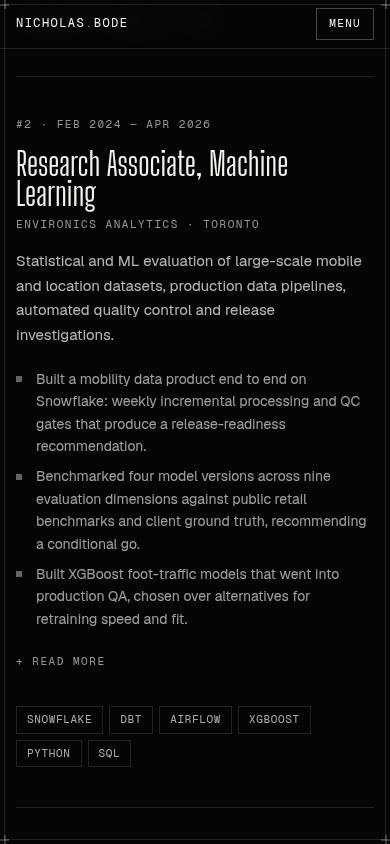 NICHOLAS.BODE
MENU
#2 · FEB 2024 — APR 2026
Research Associate, Machine
Learning
ENVIRONICS ANALYTICS · TORONTO
Statistical and ML evaluation of large-scale mobile
and location datasets, production data pipelines,
automated quality control and release
investigations.
Built a mobility data product end to end on
Snowflake: weekly incremental processing and QC
gates that produce a release-readiness
recommendation.
Benchmarked four model versions across nine
evaluation dimensions against public retail
benchmarks and client ground truth, recommending
a conditional go.
Built XGBoost foot-traffic models that went into
production QA, chosen over alternatives for
retraining speed and fit.
+ READ MORE
SNOWFLAKE DBT AIRFLOW XGBOOST
PYTHON SQL